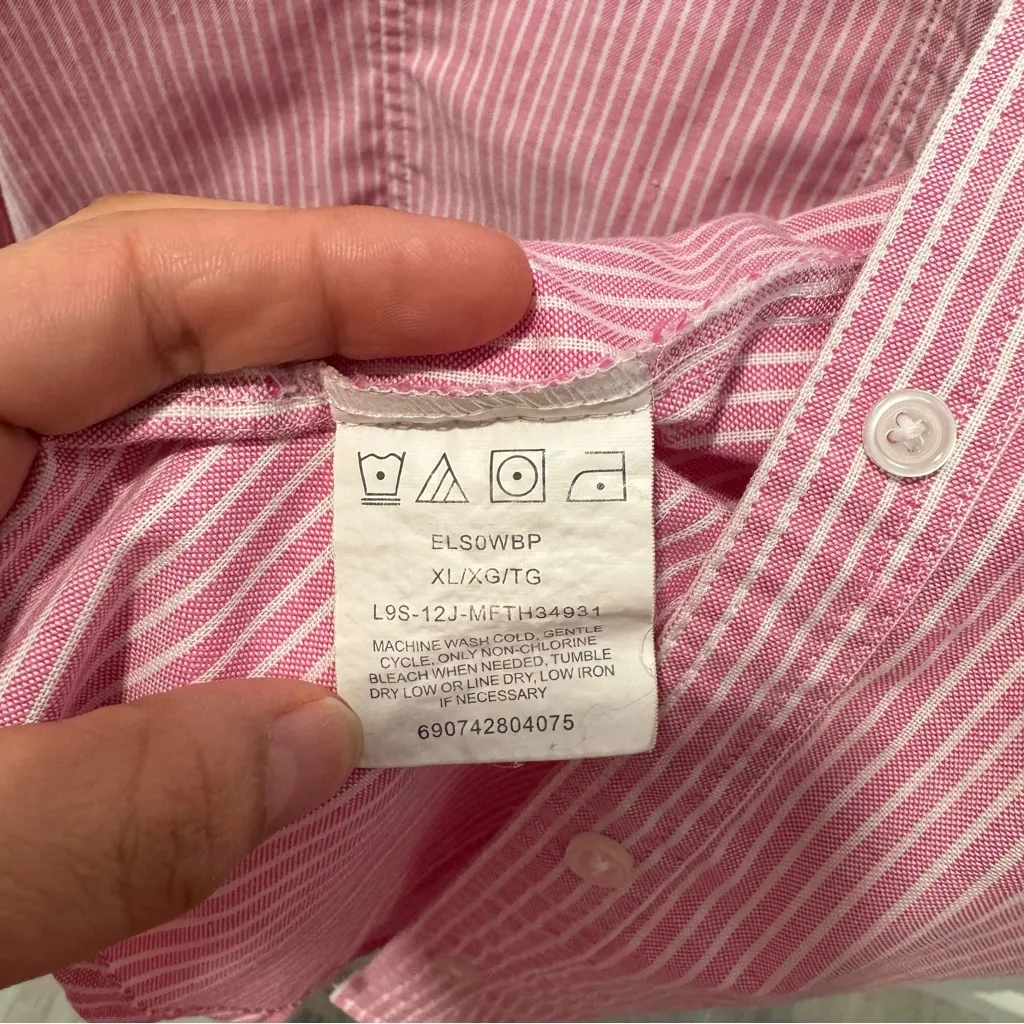 ELS0WBP
XL/XG/TG
L9S-12J-MFTH34931
MACHINE WASH COLD, GENTLE
CYCLE, ONLY NON-CHLORINE
BLEACH WHEN NEEDED, TUMBLE
DRY LOW OR LINE DRY, LOW IRON
IF NECESSARY
690742804075